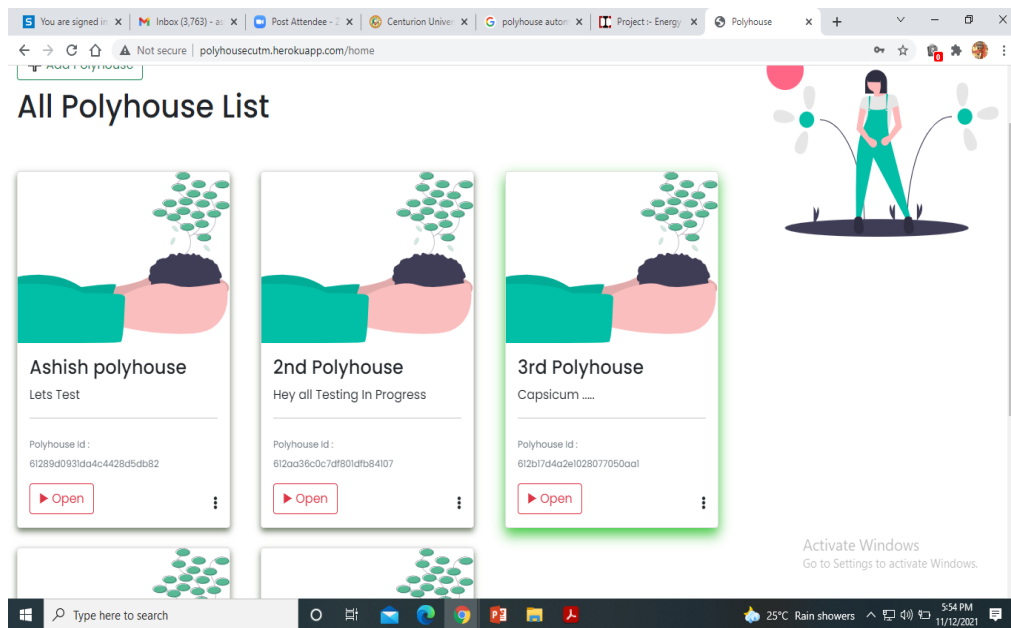 You are signed in
Inbox (3,763) - as
Post Attendee - Z
Centurion Univer
polyhouse autom
Project :- Energy
Polyhouse
Not secure | polyhousecutm.herokuapp.com/home
Add Polyhouse
All Polyhouse List
Ashish polyhouse
Lets Test
Polyhouse Id :
61289d0931da4c4428d5db82
Open
2nd Polyhouse
Hey all Testing In Progress
Polyhouse Id :
612aa36c0c7df801dfb84107
Open
3rd Polyhouse
Capsicum .....
Polyhouse Id :
612b17d4a2e1028077050aa1
Open
Activate Windows
Go to Settings to activate Windows.
Type here to search
25°C Rain showers
5:54 PM
11/12/2021